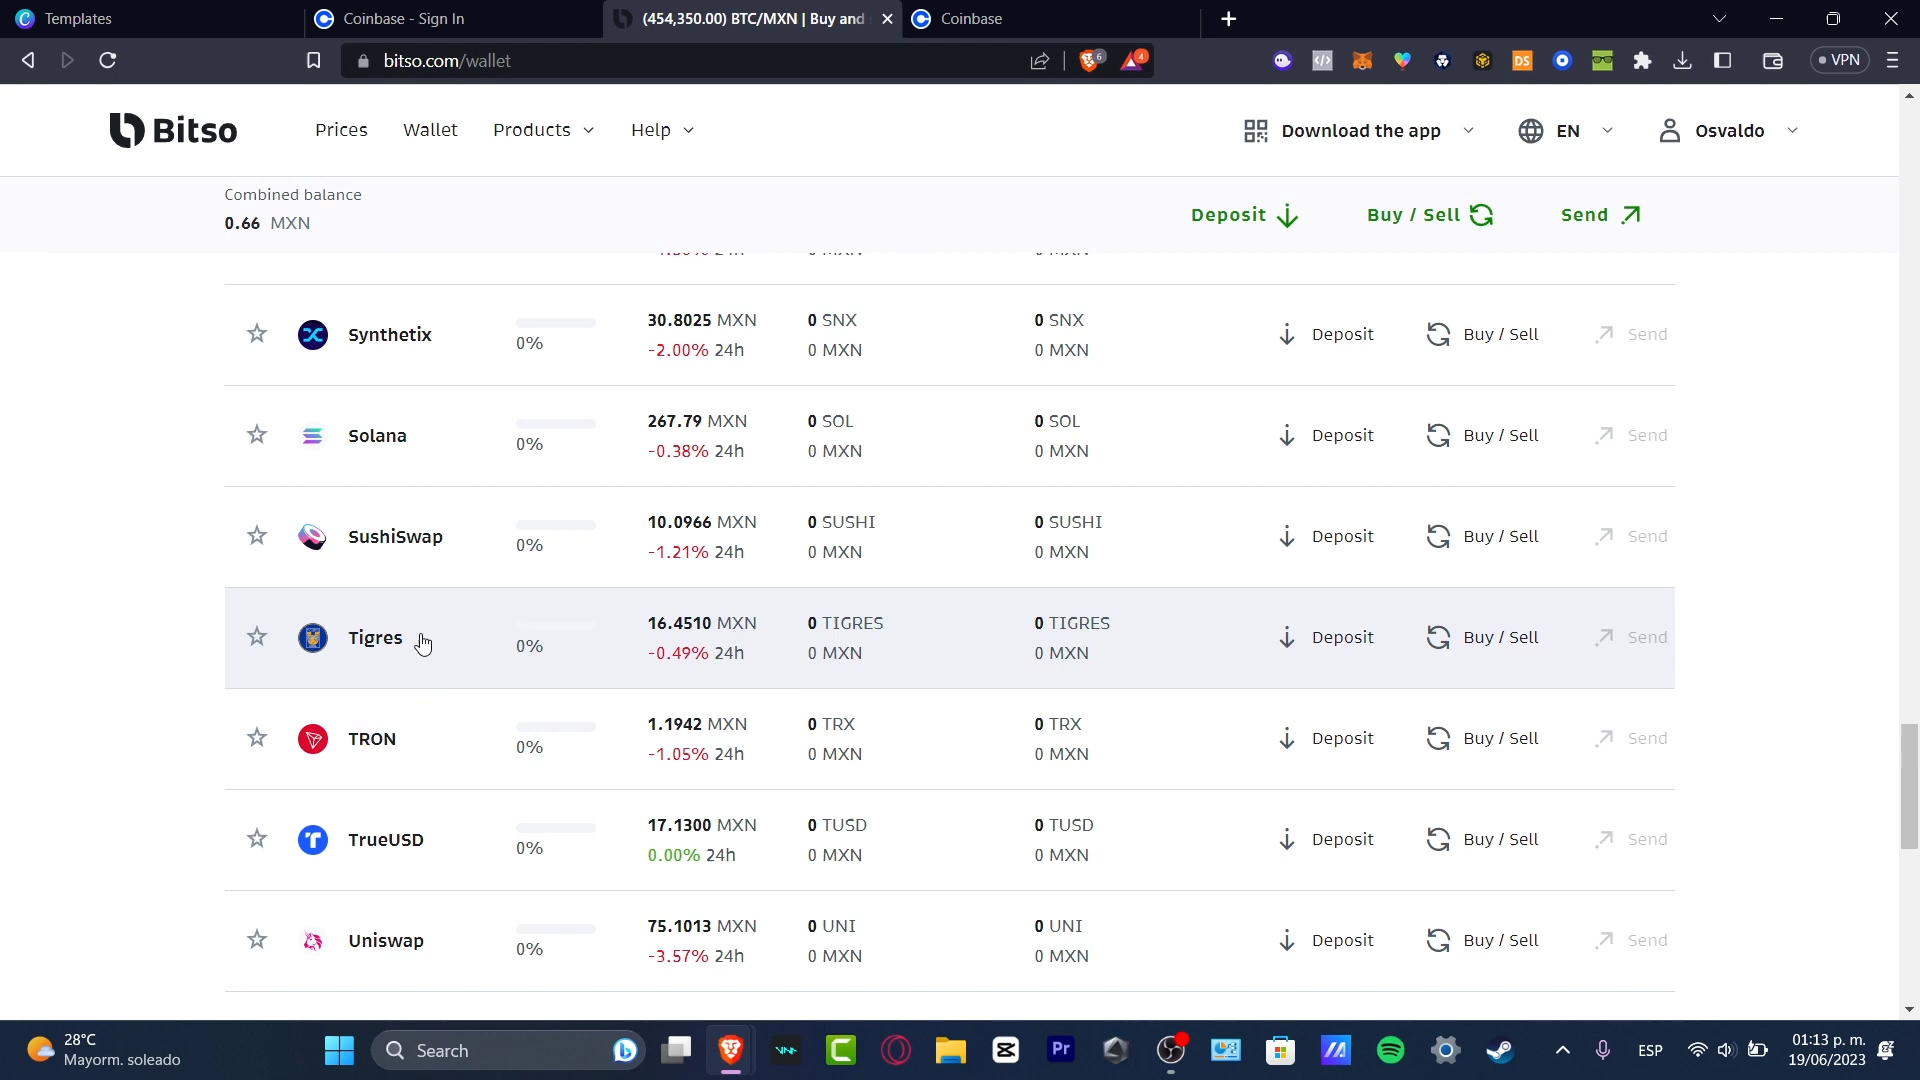 Templates
Coinbase - Sign In
(454,350.00) BTC/MXN | Buy and
Coinbase
bitso.com/wallet
6
4
DS
VPN
Bitso
Prices
Wallet
Products
Help
Download the app
EN
Osvaldo
Combined balance
0.66 MXN
Deposit
Buy / Sell
Send
Synthetix
0%
30.8025 MXN
-2.00% 24h
0 SNX
0 MXN
0 SNX
0 MXN
Deposit
Buy / Sell
Send
Solana
0%
267.79 MXN
-0.38% 24h
0 SOL
0 MXN
0 SOL
0 MXN
Deposit
Buy / Sell
Send
SushiSwap
0%
10.0966 MXN
-1.21% 24h
0 SUSHI
0 MXN
0 SUSHI
0 MXN
Deposit
Buy / Sell
Send
Tigres
0%
16.4510 MXN
-0.49% 24h
0 TIGRES
0 MXN
0 TIGRES
0 MXN
Deposit
Buy / Sell
Send
TRON
0%
1.1942 MXN
-1.05% 24h
0 TRX
0 MXN
0 TRX
0 MXN
Deposit
Buy / Sell
Send
TrueUSD
0%
17.1300 MXN
0.00% 24h
0 TUSD
0 MXN
0 TUSD
0 MXN
Deposit
Buy / Sell
Send
Uniswap
0%
75.1013 MXN
-3.57% 24h
0 UNI
0 MXN
0 UNI
0 MXN
Deposit
Buy / Sell
Send
28°C
Mayorm. soleado
Search
Pr
ESP
01:13 p. m.
19/06/2023